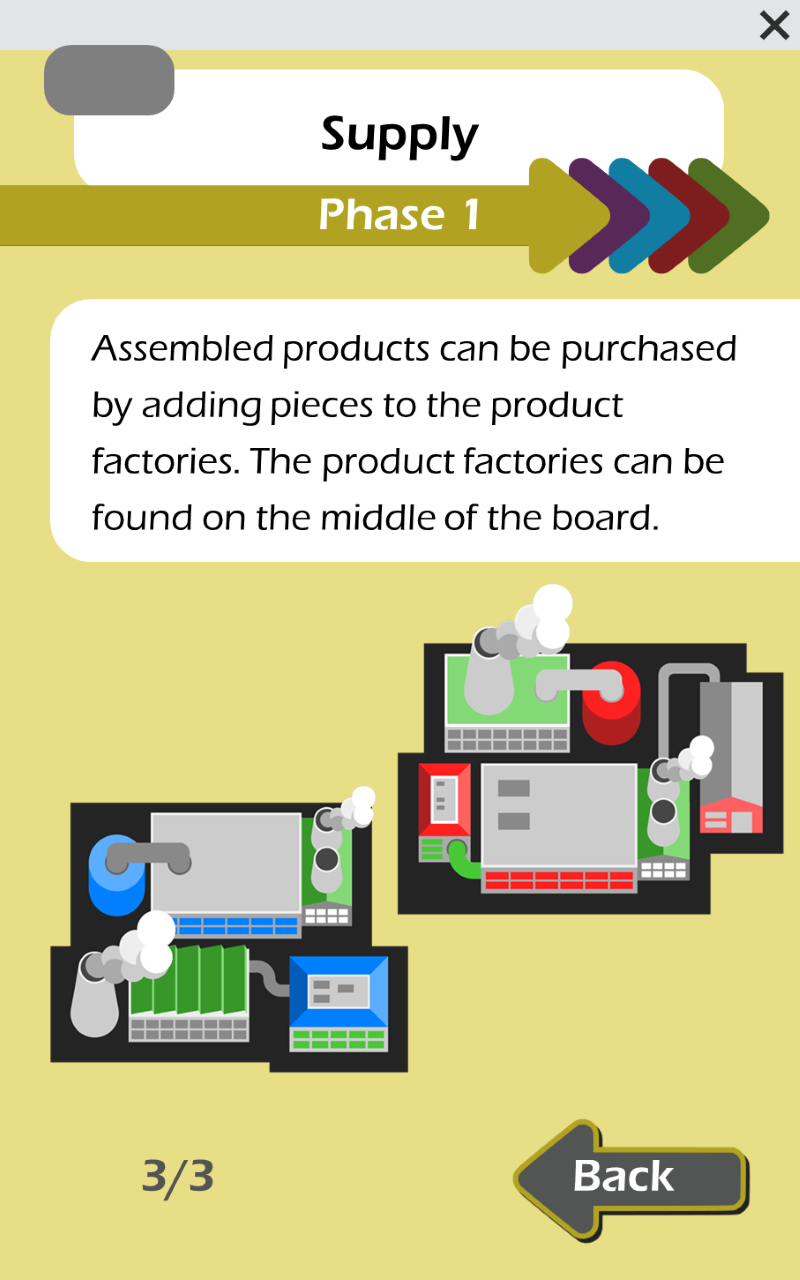 Supply
Phase 1
Assembled products can be purchased
by adding pieces to the product
factories. The product factories can be
found on the middle of the board.
3/3
Back